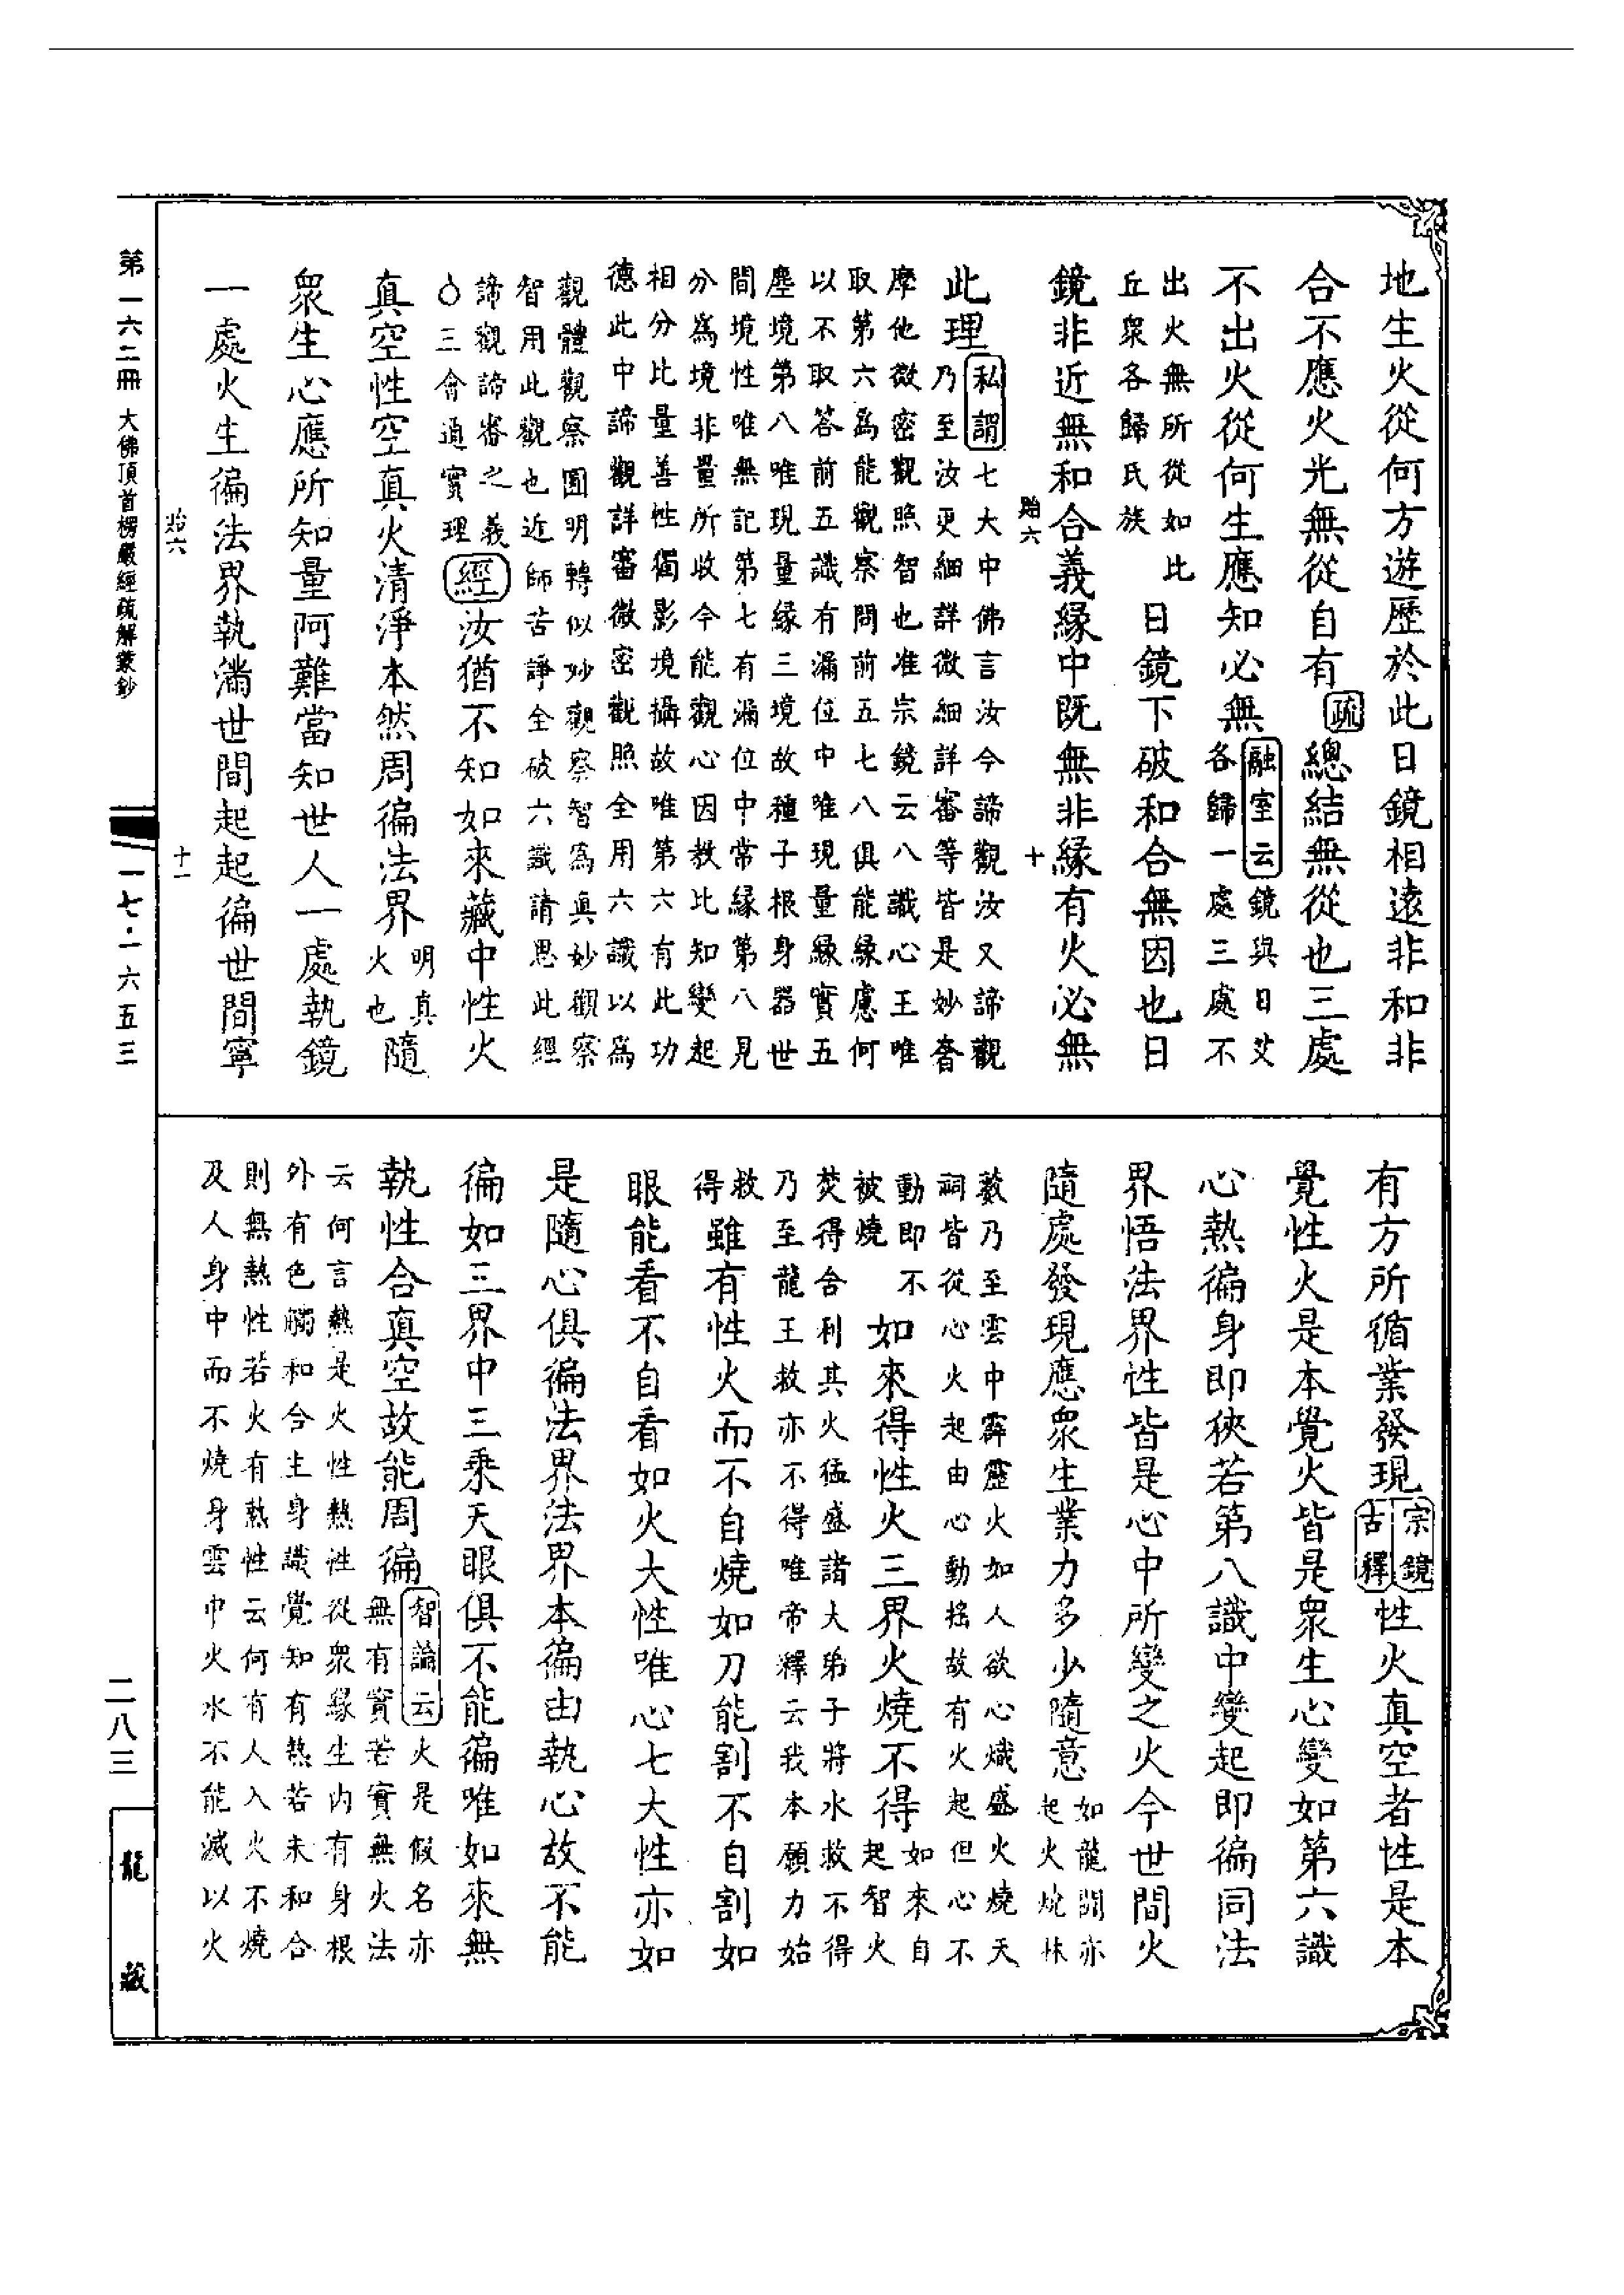 地生火從何方遊歷於此日鏡相遠非和非
合不應火光無從自有疏總結無從也三處
不出火從何生應知必無融室云鏡與日艾
各歸一處三處不
出火無所從如比
丘衆各歸氏族日鏡下破和合無因也日
鏡非近無和合義緣中既無非緣有火必無
貽六 十
此理私謂七大中佛言汝今諦觀汝又諦觀
乃至汝更細詳微細詳審等皆是妙奢
摩他微密觀照智也准宗鏡云八識心王唯
取第六爲能觀察問前五七八俱能緣慮何
以不取答前五識有漏位中唯現量緣實五
塵境第八唯現量緣三境故種子根身器世
間境性唯無記第七有漏位中常緣第八見
分爲境非量所收今能觀心因教比知變起
相分比量善性獨影境攝故唯第六有此功
德此中諦觀詳審微密觀照全用六識以爲
觀體觀察圓明轉似妙觀察智爲真妙觀察
智用此觀也近師苦諍全破六識請思此經
諦觀諦審之義
○三會通實理經汝猶不知如來藏中性火
真空性空真火清淨本然周徧法界明真
火也隨
衆生心應所知量阿難當知世人一處執鏡
一處火生徧法界執滿世間起起徧世間寧
貽六 十一
有方所循業發現宗鏡
古釋性火真空者性是本
覺性火是本覺火皆是衆生心變如第六識
心熱徧身即狹若第八識中變起即徧同法
界悟法界性皆是心中所變之火今世間火
隨處發現應衆生業力多少隨意如龍鬬亦
起火燒林
藪乃至雲中霹靂火如人欲心熾盛火燒天
祠皆從心火起由心動搖故有火起但心不
動即不
被燒如來得性火三界火燒不得如來自
起智火
焚得舍利其火猛盛諸大弟子將水救不得
乃至龍王救亦不得唯帝釋云我本願力始
救
得雖有性火而不自燒如刀能割不自割如
眼能看不自看如火大性唯心七大性亦如
是隨心俱徧法界法界本徧由執心故不能
徧如三界中三乘天眼俱不能徧唯如來無
執性合真空故能周徧智論云火是假名亦
無有實若實無火法
云何言熱是火性熱性從衆緣生內有身根
外有色觸和合生身識覺知有熱若未和合
則無熱性若火有熱性云何有人入火不燒
及人身中而不燒身雲中火水不能滅以火
第一六二冊 大佛頂首楞嚴經疏解蒙鈔
一七·一六五三
二八三
龍藏